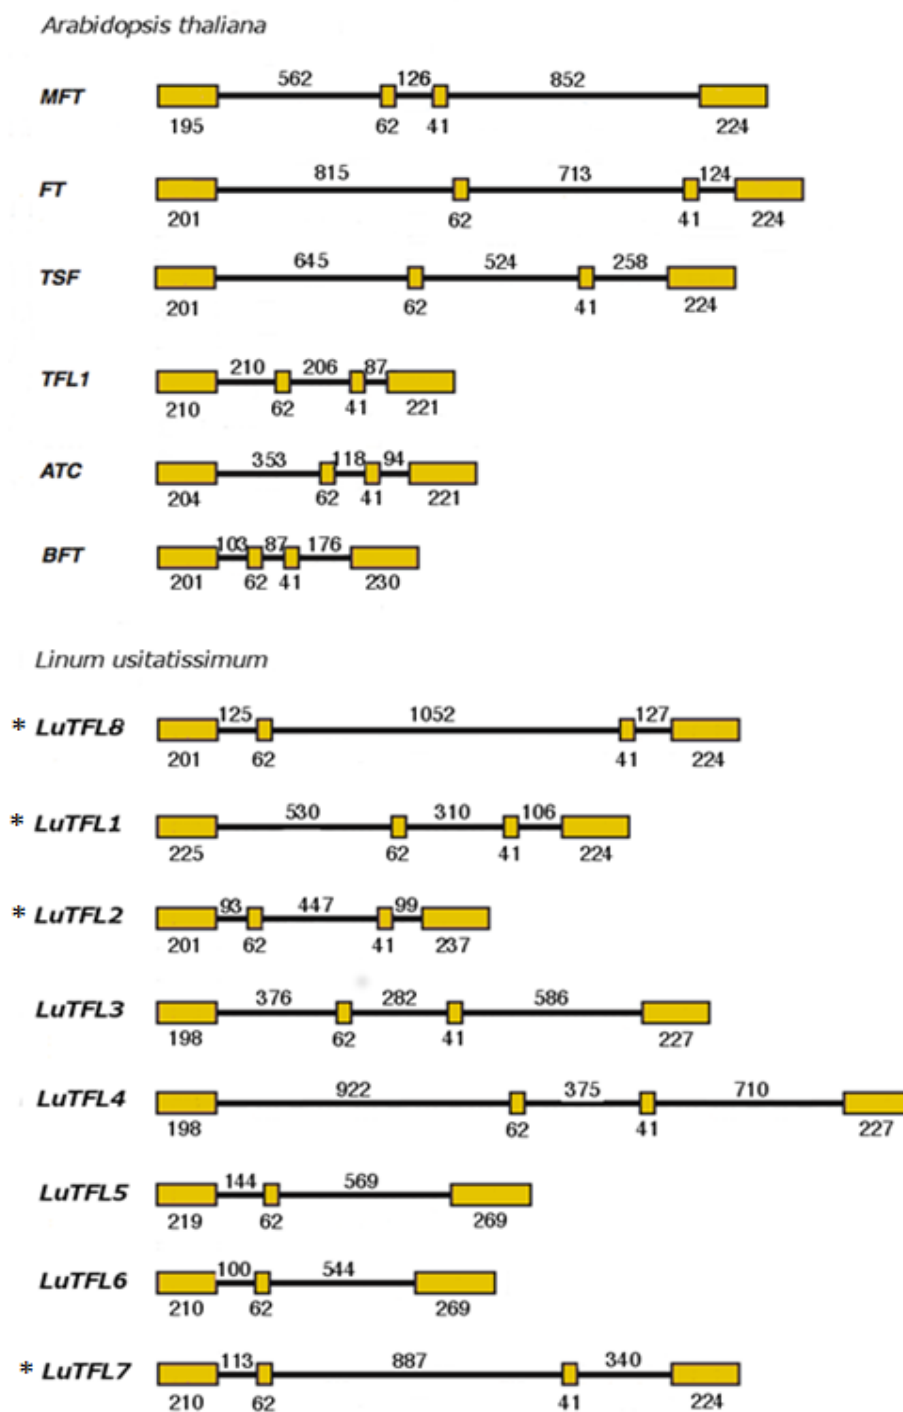 Arabidopsis thaliana
562 126 852
MFT
195 62 41 224
815 713 124
FT
201 62 41 224
645 524 258
TSF
201 62 41 224
210 206 87
TFL1
210 62 41 221
353 118 94
ATC
204 62 41 221
103 87 176
BFT
201 62 41 230
Linum usitatissimum
125 1052 127
* LuTFL8
201 62 41 224
530 310 106
* LuTFL1
225 62 41 224
93 447 99
* LuTFL2
201 62 41 237
376 282 586
LuTFL3
198 62 41 227
922 375 710
LuTFL4
198 62 41 227
144 569
LuTFL5
219 62 269
100 544
LuTFL6
210 62 269
113 887 340
* LuTFL7
210 62 41 224